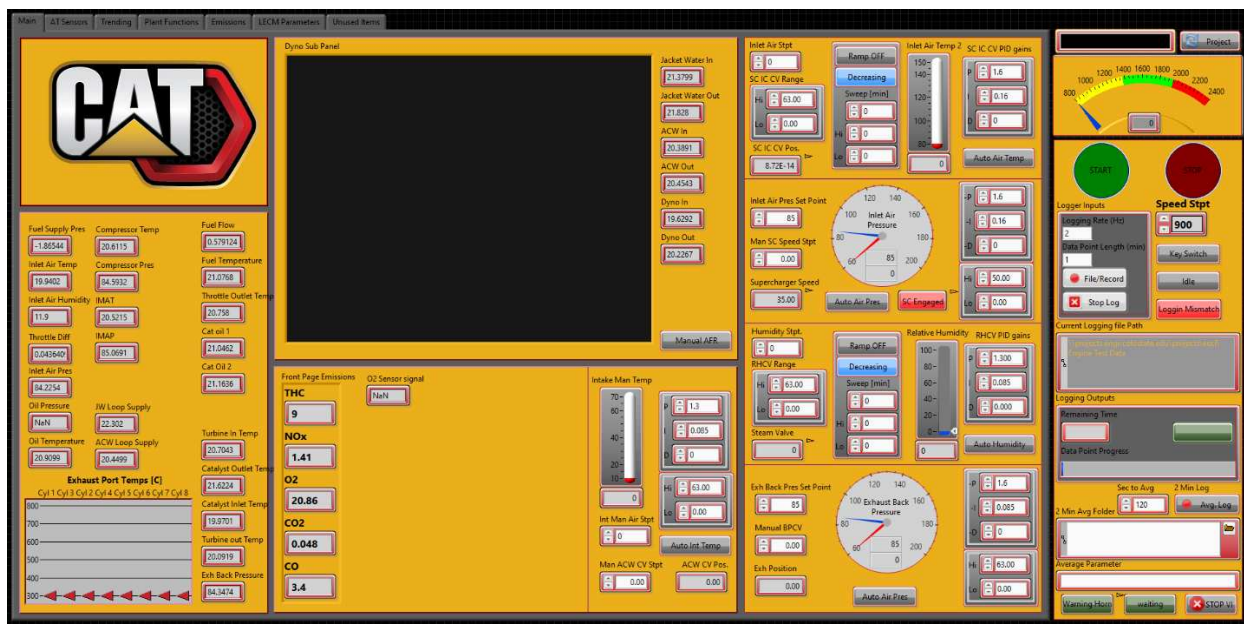 Main AT Sensors Trending Plant Functions Emissions LECM Parameters Unused Items
CAT
Fuel Supply Pres
-1.86544
Inlet Air Temp
19.9402
Inlet Air Humidity
11.9
Throttle Diff
0.043640
Inlet Air Pres
84.2254
Oil Pressure
NaN
Oil Temperature
20.9099
Compressor Temp
20.6115
Compressor Pres
84.5932
IMAT
20.5215
IMAP
85.0691
JW Loop Supply
22.302
ACW Loop Supply
20.4499
Fuel Flow
0.579124
Fuel Temperature
21.0768
Throttle Outlet Temp
20.758
Cat oil 1
21.0462
Cat Oil 2
21.1636
Turbine In Temp
20.7043
Catalyst Outlet Temp
21.6224
Catalyst Inlet Temp
19.9701
Turbine out Temp
20.0919
Exh Back Pressure
84.3474
Exhaust Port Temps [C]
Cyl 1 Cyl 3 Cyl 2 Cyl 4 Cyl 5 Cyl 6 Cyl 7 Cyl 8
800
700
600
500
400
300
Dyno Sub Panel
Jacket Water In
21.3799
Jacket Water Out
21.828
ACW In
20.3891
ACW Out
20.4543
Dyno In
19.6292
Dyno Out
20.2267
Manual AFR
Front Page Emissions
THC
9
NOx
1.41
O2
20.86
CO2
0.048
CO
3.4
O2 Sensor signal
NaN
Intake Man Temp
70
60
40
20
10
0
P 1.3
I 0.085
D 0
Hi 63.00
Lo 0.00
Int Man Air Stpt
0
Auto Int Temp
Man ACW CV Stpt
0.00
ACW CV Pos.
0.00
Inlet Air Stpt
0
SC IC CV Range
Hi 63.00
Lo 0.00
SC IC CV Pos.
8.72E-14
Ramp OFF
Decreasing
Sweep [min]
0
Hi 0
Lo 0
Inlet Air Temp 2
150
140
120
100
80
0
SC IC CV PID gains
P 1.6
I 0.16
D 0
Auto Air Temp
Inlet Air Pres Set Point
85
Man SC Speed Stpt
0.00
Supercharger Speed
35.00
60 80 100 120 140 160 180 200
Inlet Air
Pressure
85
0
Auto Air Pres
SC Engaged
P 1.6
I 0.16
D 0
Hi 50.00
Lo 0.00
Humidity Stpt.
0
RHCV Range
Hi 63.00
Lo 0.00
Steam Valve
0
Ramp OFF
Decreasing
Sweep [min]
0
Hi 0
Lo 0
Relative Humidity
100
80
60
40
20
0
0
RHCV PID gains
P 1.300
I 0.085
D 0.000
Auto Humidity
Exh Back Pres Set Point
85
Manual BPCV
0.00
Exh Position
0.00
60 80 100 120 140 160 180 200
Exhaust Back
Pressure
85
0
Auto Air Pres
P 1.6
I 0.085
D 0
Hi 63.00
Lo 0.00
Project
800 1000 1200 1400 1600 1800 2000 2200 2400
0
START
STOP
Logger Inputs
Logging Rate (Hz)
2
Data Point Length (min)
1
File/Record
Stop Log
Speed Stpt
900
Key Switch
Idle
Loggin Mismatch
Current Logging file Path
Engine Test Data
Logging Outputs
Remaining Time
Data Point Progress
Sec to Avg
120
2 Min Log
Avg. Log
2 Min Avg Folder
Average Parameter
Warning Horn
waiting
STOP VI